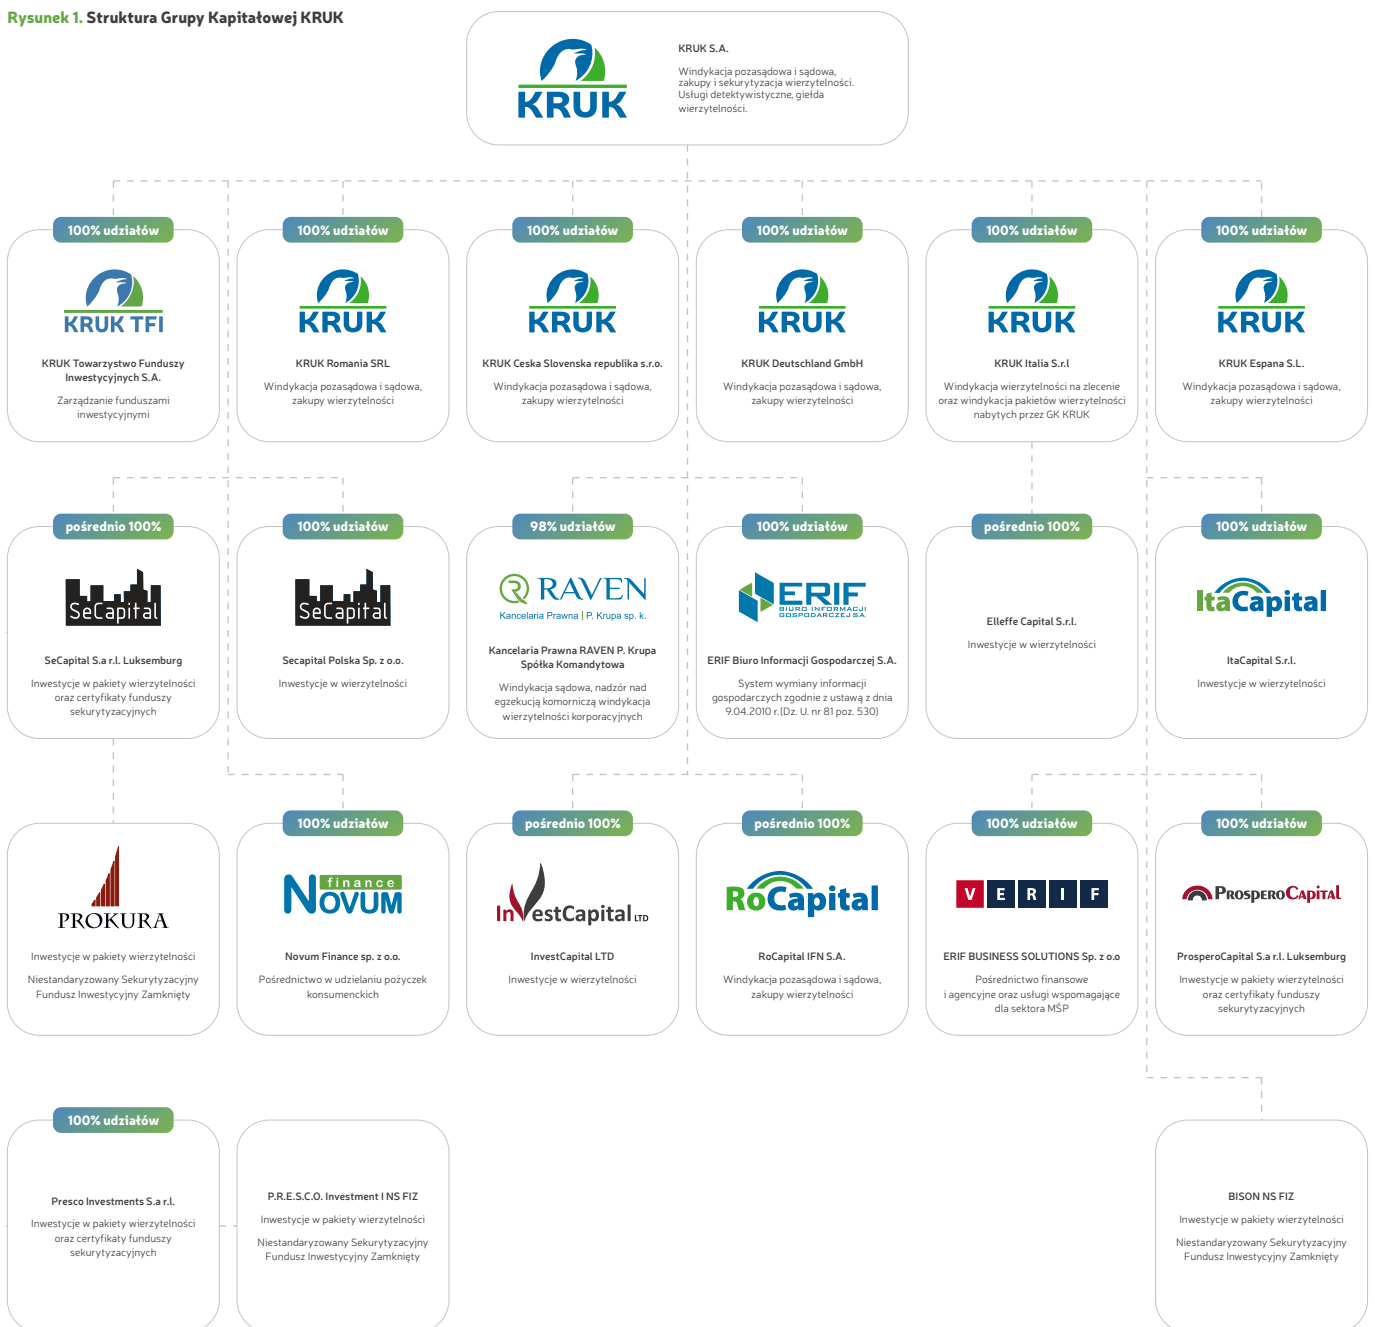 Rysunek 1. Struktura Grupy Kapitałowej KRUK
KRUK
KRUK S.A.
Windykacja pozasądowa i sądowa,
zakupy i sekurytyzacja wierzytelności.
Usługi detektywistyczne, giełda
wierzytelności.
100% udziałów
KRUK TFI
KRUK Towarzystwo Funduszy
Inwestycyjnych S.A.
Zarządzanie funduszami
inwestycyjnymi
100% udziałów
KRUK
KRUK Romania SRL
Windykacja pozasądowa i sądowa,
zakupy wierzytelności
100% udziałów
KRUK
KRUK Ceska Slovenska republika s.r.o.
Windykacja pozasądowa i sądowa,
zakupy wierzytelności
100% udziałów
KRUK
KRUK Deutschland GmbH
Windykacja pozasądowa i sądowa,
zakupy wierzytelności
100% udziałów
KRUK
KRUK Italia S.r.l
Windykacja wierzytelności na zlecenie
oraz windykacja pakietów wierzytelności
nabytych przez GK KRUK
100% udziałów
KRUK
KRUK Espana S.L.
Windykacja pozasądowa i sądowa,
zakupy wierzytelności
pośrednio 100%
SeCapital
SeCapital S.a r.l. Luksemburg
Inwestycje w pakiety wierzytelności
oraz certyfikaty funduszy
sekurytyzacyjnych
100% udziałów
SeCapital
Secapital Polska Sp. z o.o.
Inwestycje w wierzytelności
98% udziałów
RAVEN
Kancelaria Prawna | P. Krupa sp. k.
Kancelaria Prawna RAVEN P. Krupa
Spółka Komandytowa
Windykacja sądowa, nadzór nad
egzekucją komorniczą windykacja
wierzytelności korporacyjnych
100% udziałów
ERIF
BIURO INFORMACJI
GOSPODARCZEJ S.A.
ERIF Biuro Informacji Gospodarczej S.A.
System wymiany informacji
gospodarczych zgodnie z ustawą z dnia
9.04.2010 r.(Dz. U. nr 81 poz. 530)
pośrednio 100%
Elleffe Capital S.r.l.
Inwestycje w wierzytelności
100% udziałów
ItaCapital
ItaCapital S.r.l.
Inwestycje w wierzytelności
PROKURA
Inwestycje w pakiety wierzytelności
Niestandaryzowany Sekurytyzacyjny
Fundusz Inwestycyjny Zamknięty
100% udziałów
finance
NOVUM
Novum Finance sp. z o.o.
Pośrednictwo w udzielaniu pożyczek
konsumenckich
pośrednio 100%
InVestCapital LTD
InvestCapital LTD
Inwestycje w wierzytelności
pośrednio 100%
RoCapital
RoCapital IFN S.A.
Windykacja pozasądowa i sądowa,
zakupy wierzytelności
100% udziałów
VERIF
ERIF BUSINESS SOLUTIONS Sp. z o.o
Pośrednictwo finansowe
i agencyjne oraz usługi wspomagające
dla sektora MŚP
100% udziałów
PROSPEROCAPITAL
ProsperoCapital S.a r.l. Luksemburg
Inwestycje w pakiety wierzytelności
oraz certyfikaty funduszy
sekurytyzacyjnych
100% udziałów
Presco Investments S.a r.l.
Inwestycje w pakiety wierzytelności
oraz certyfikaty funduszy
sekurytyzacyjnych
P.R.E.S.C.O. Investment I NS FIZ
Inwestycje w pakiety wierzytelności
Niestandaryzowany Sekurytyzacyjny
Fundusz Inwestycyjny Zamknięty
BISON NS FIZ
Inwestycje w pakiety wierzytelności
Niestandaryzowany Sekurytyzacyjny
Fundusz Inwestycyjny Zamknięty